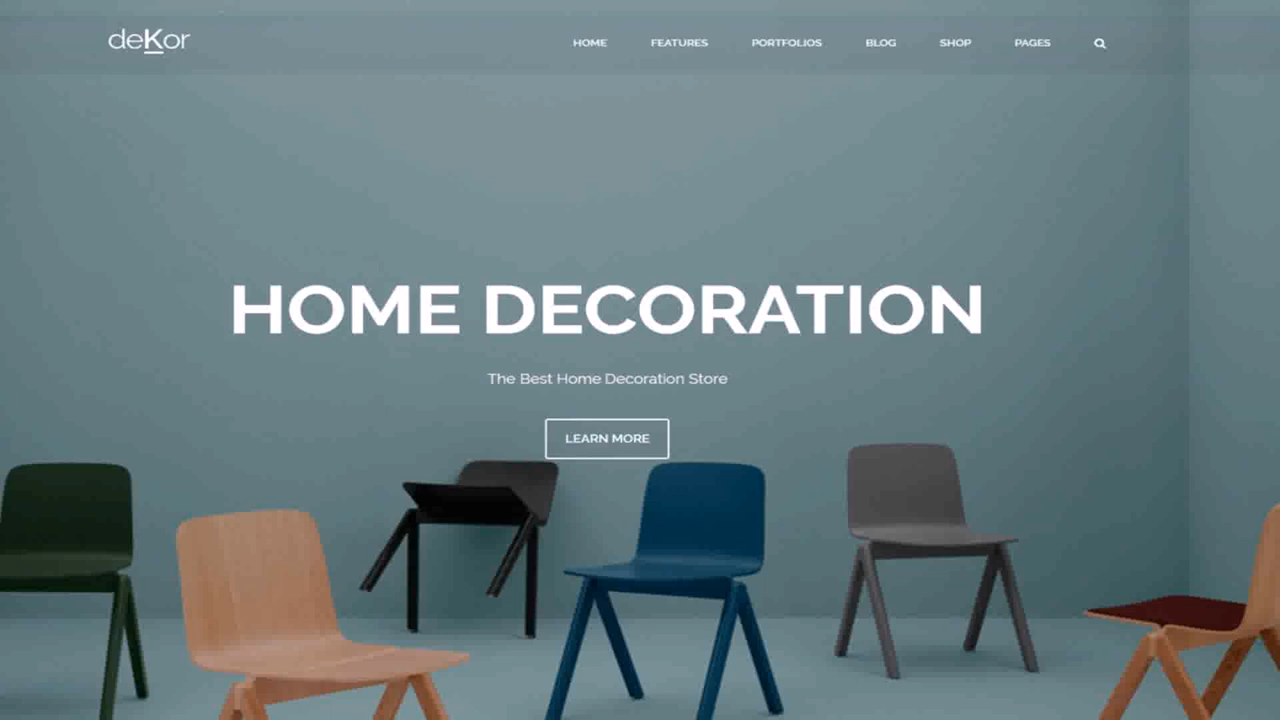 deKor
HOME FEATURES PORTFOLIOS BLOG SHOP PAGES
HOME DECORATION
The Best Home Decoration Store
LEARN MORE